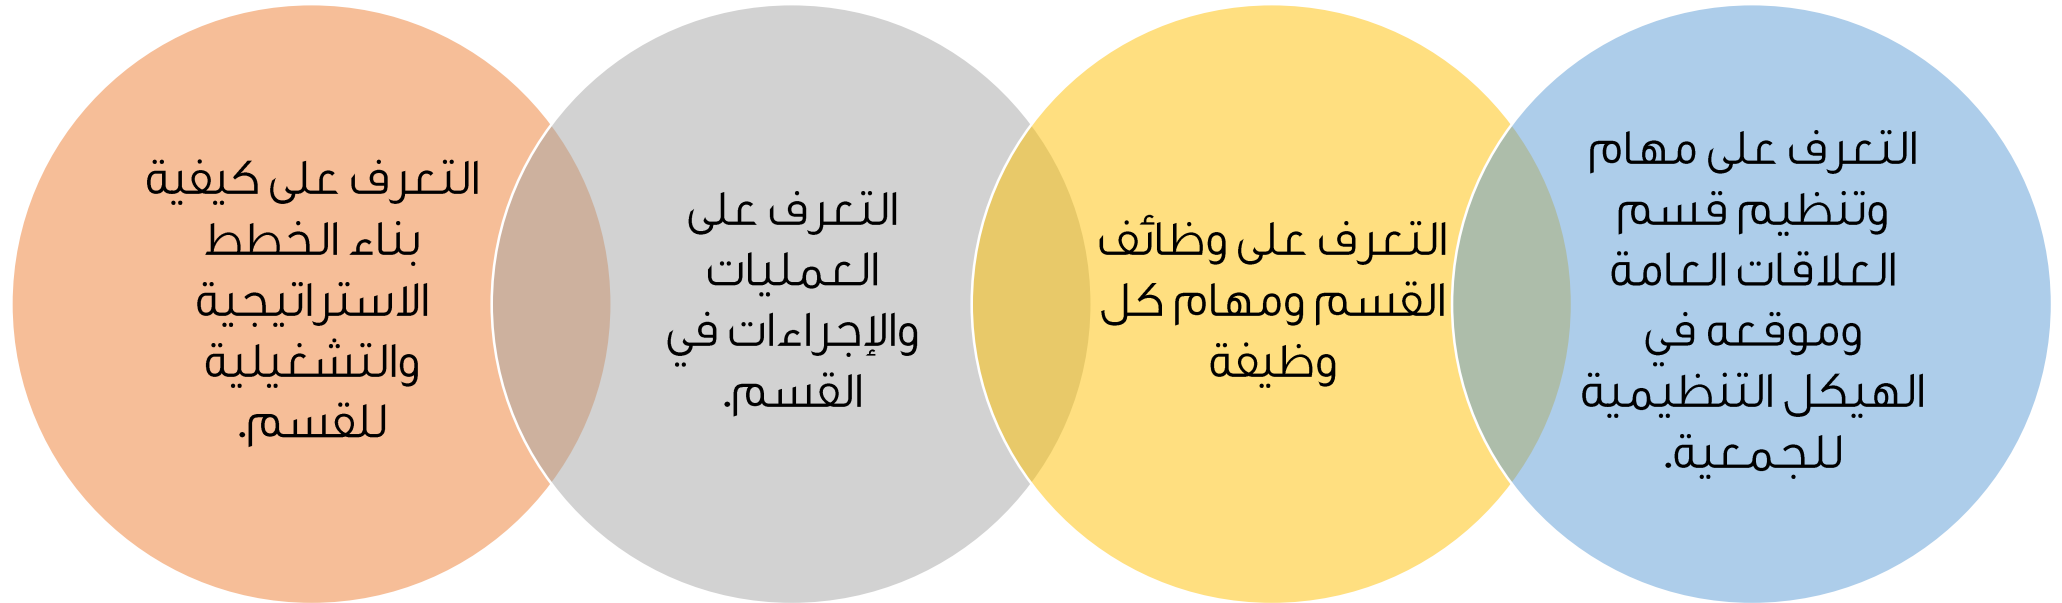 التعرف على مهام
وتنظيم قسم
العلاقات العامة
وموقعه في
الهيكل التنظيمية
للجمعية.
التعرف على وظائف
القسم ومهام كل
وظيفة
التعرف على
العمليات
والإجراءات في
القسم.
التعرف على كيفية
بناء الخطط
الاستراتيجية
والتشغيلية
للقسم.